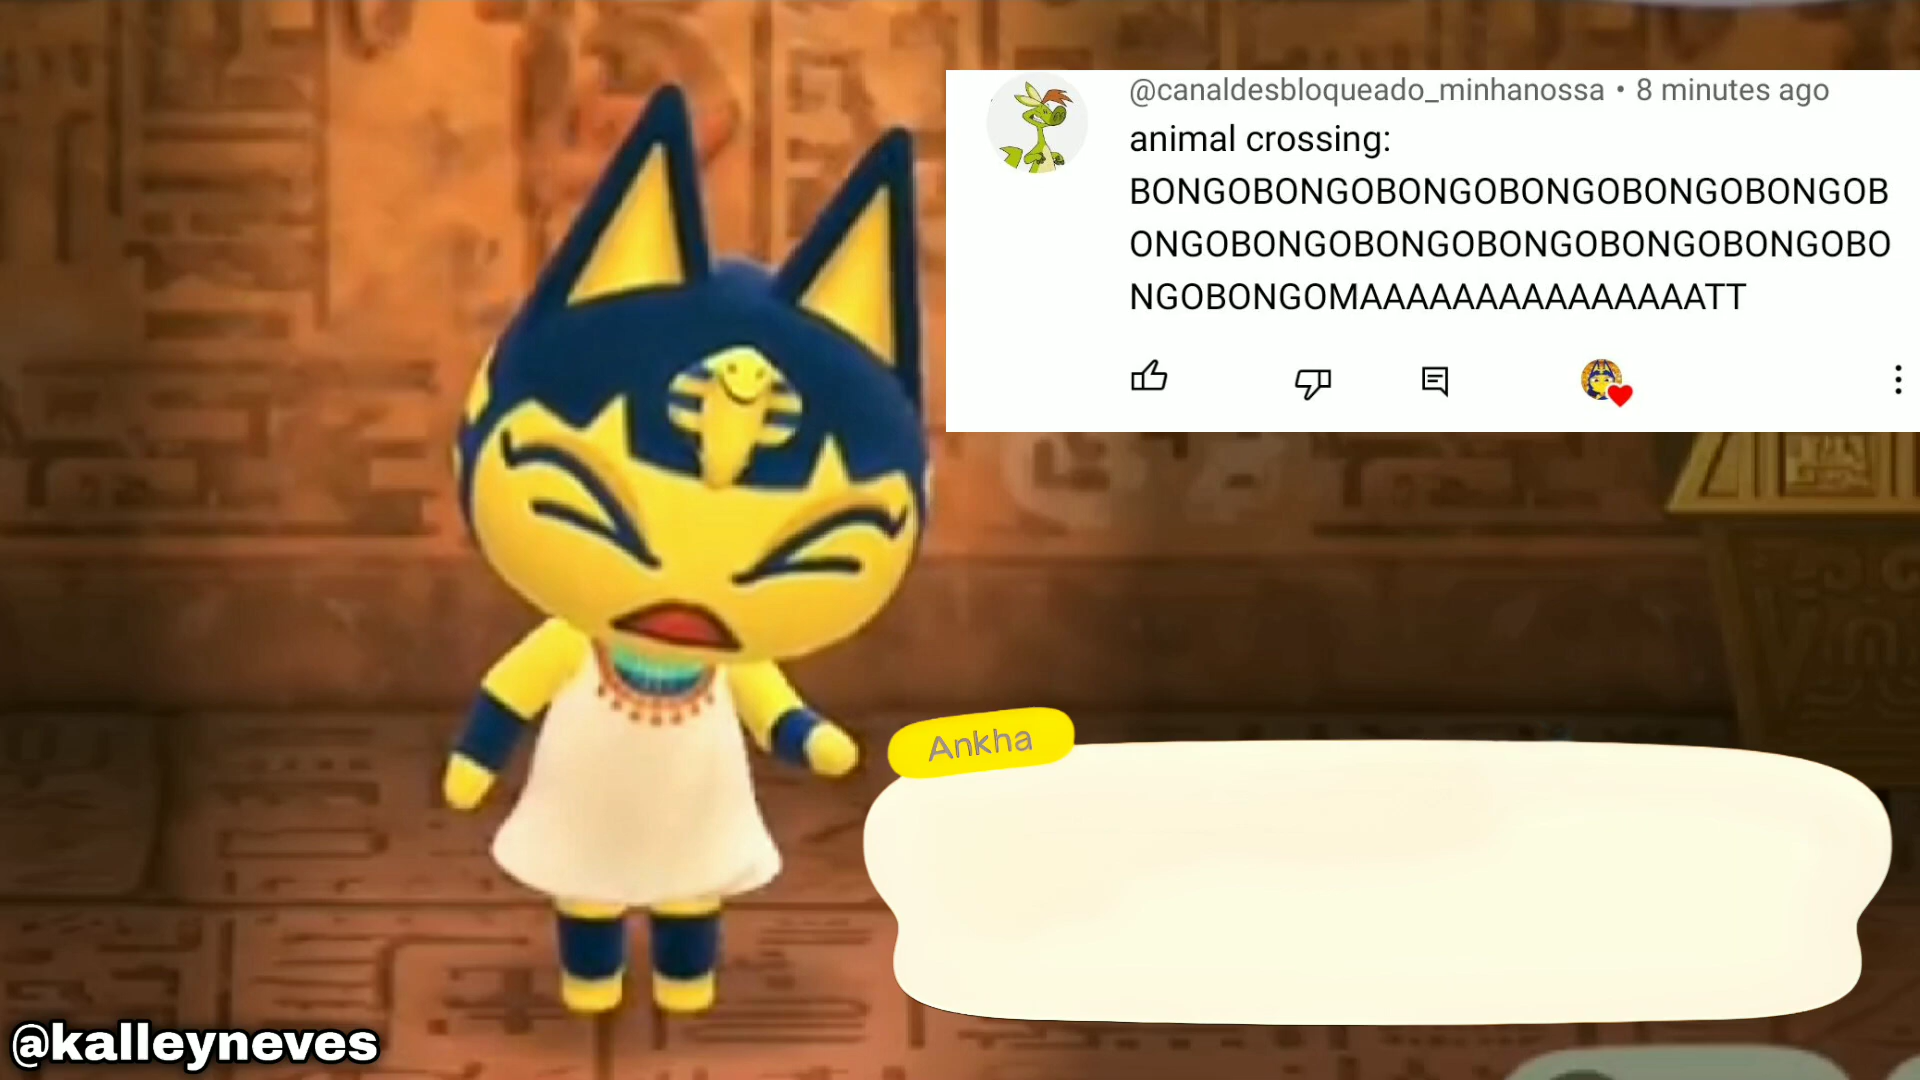 @canaldesbloqueado_minhanossa • 8 minutes ago
animal crossing:
BONGOBONGOBONGOBONGOBONGOBONGOB
ONGOBONGOBONGOBONGOBONGOBONGOBO
NGOBONGOMAAAAAAAAAAAAAAATT
Ankha
@kalleyneves